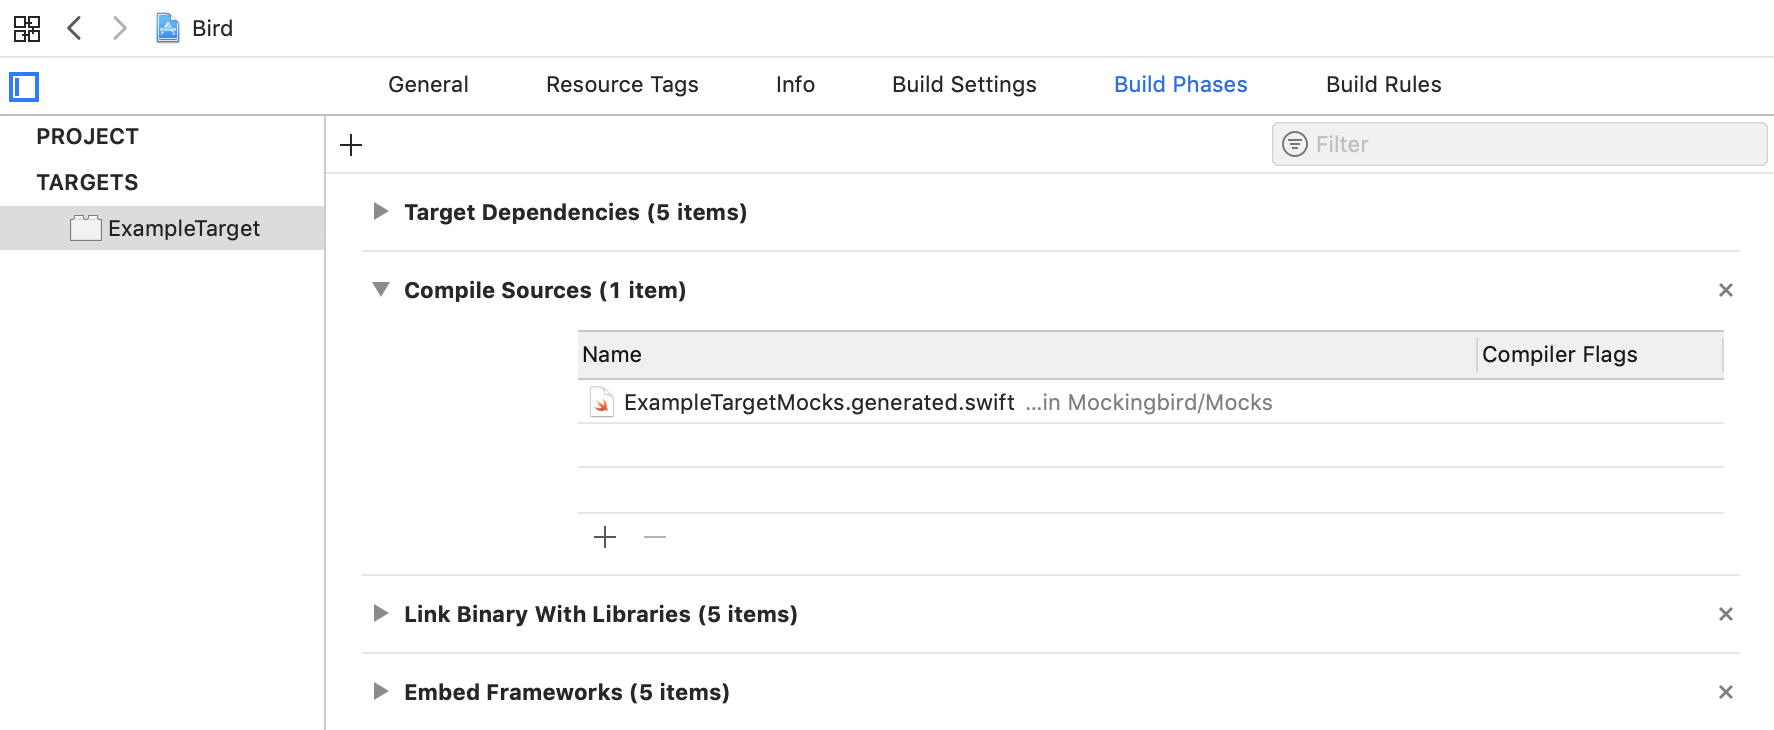 Bird
General Resource Tags Info Build Settings Build Phases Build Rules
PROJECT
Filter
TARGETS
ExampleTarget
Target Dependencies (5 items)
Compile Sources (1 item)
Name Compiler Flags
ExampleTargetMocks.generated.swift ...in Mockingbird/Mocks
Link Binary With Libraries (5 items)
Embed Frameworks (5 items)